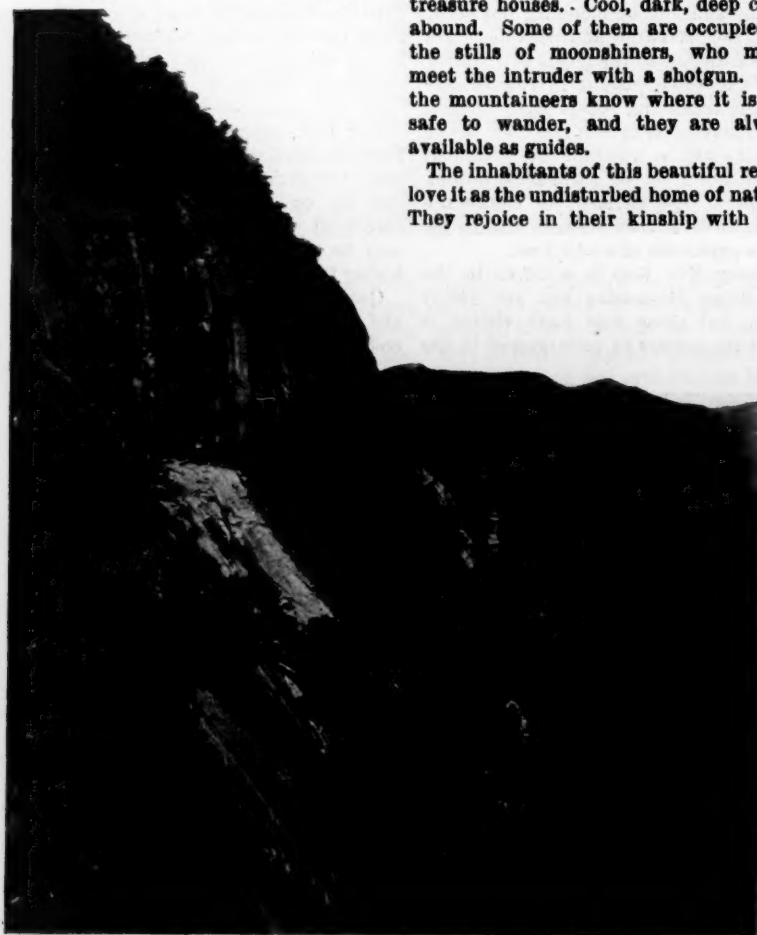 treasure houses. Cool, dark, deep c
abound. Some of them are occupie
the stills of moonshiners, who m
meet the intruder with a shotgun.
the mountaineers know where it is
safe to wander, and they are alv
available as guides.
The inhabitants of this beautiful re
love it as the undisturbed home of nat
They rejoice in their kinship with